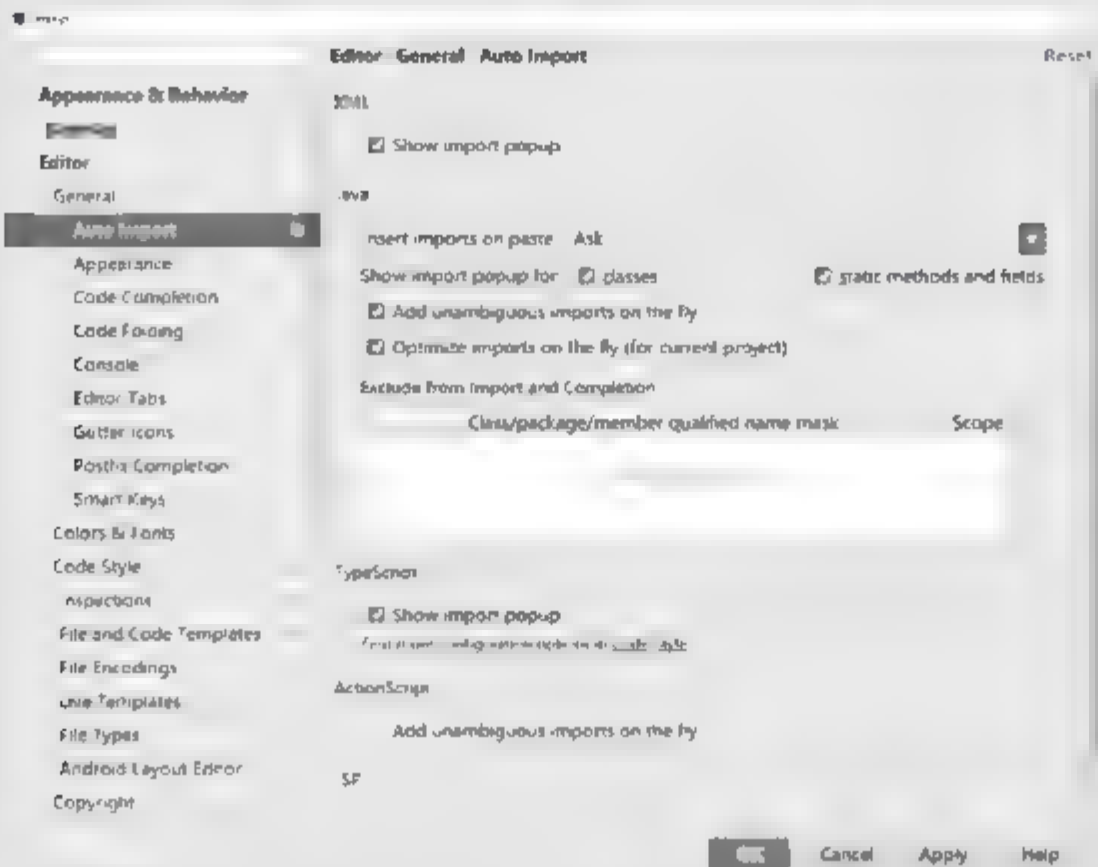 Editor General Auto Import
Reset
Appearance & Behavior
Editor
General
Auto Import
Appearance
Code Completion
Code Folding
Console
Editor Tabs
Gutter Icons
Postfix Completion
Smart Keys
Colors & Fonts
Code Style
Inspections
File and Code Templates
File Encodings
Live Templates
File Types
Android Layout Editor
Copyright
XML
Show import popup
Java
Insert imports on paste Ask
Show import popup for classes static methods and fields
Add unambiguous imports on the fly
Optimize imports on the fly (for current project)
Exclude from Import and Completion
Class/package/member qualified name mask Scope
TypeScript
Show import popup
ActionScript
Add unambiguous imports on the fly
OK Cancel Apply Help